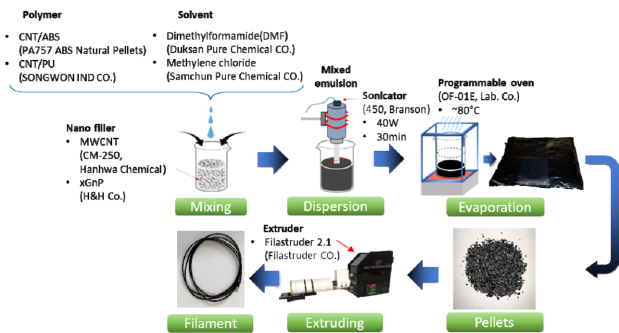 Polymer
• CNT/ABS
(PA757 ABS Natural Pellets)
• CNT/PU
(SONGWON IND CO.)
Solvent
• Dimethylformamide(DMF)
(Duksan Pure Chemical CO.)
• Methylene chloride
(Samchun Pure Chemical CO.)
Nano filler
• MWCNT
(CM-250,
Hanwha Chemical)
• xGnP
(H&H Co.)
Mixing
Mixed
emulsion
Sonicator
(450, Branson)
• 40W
• 30min
Dispersion
Programmable oven
(OF-01E, Lab. Co.)
• ~80°C
Evaporation
Pellets
Extruder
• Filastruder 2.1
(Filastruder CO.)
Extruding
Filament